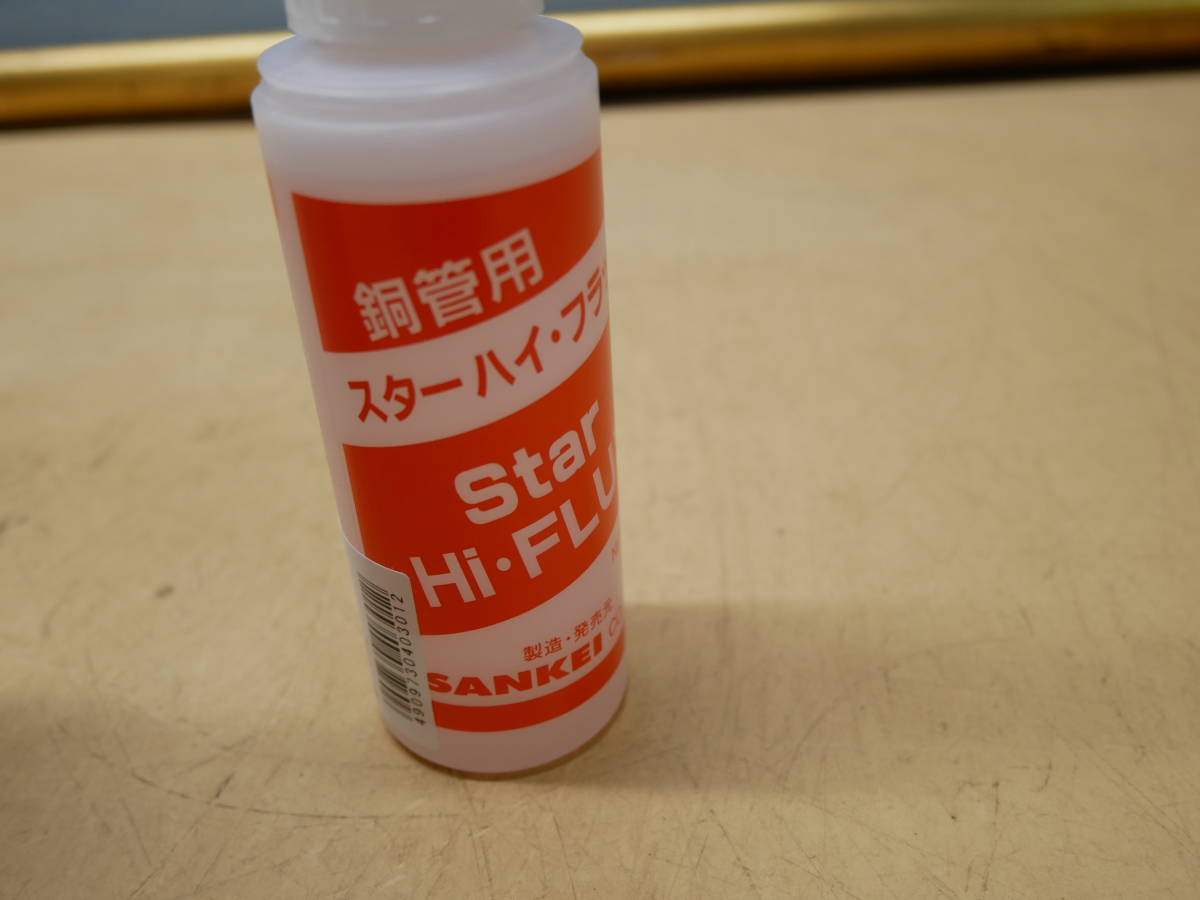 銅管用
スターハイ・フラ
Star
Hi・FLU
製造・発売元
SANKEI
4909730403012